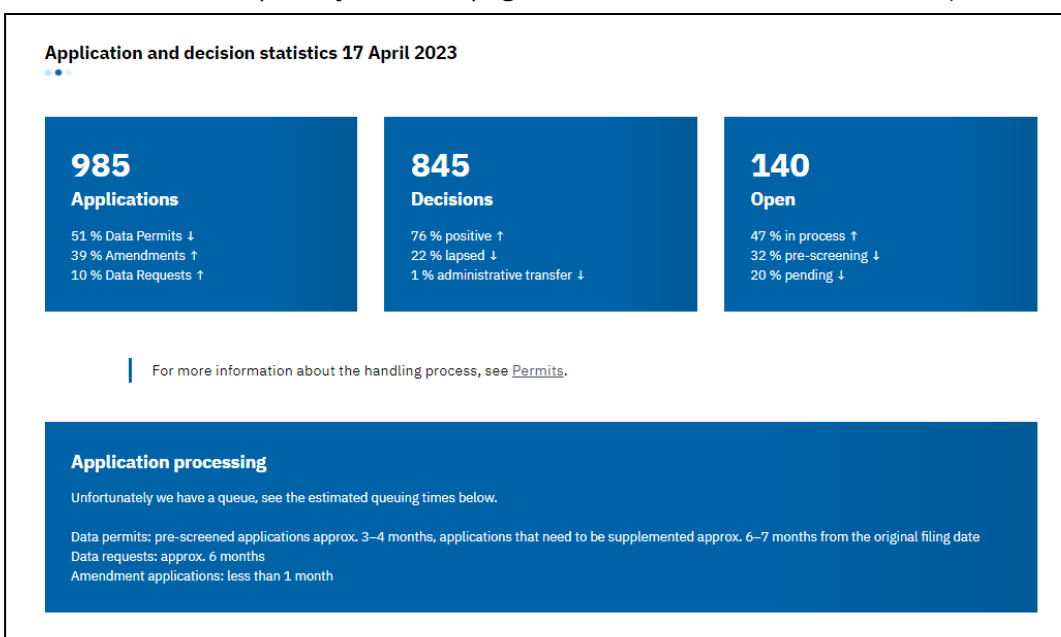 Application and decision statistics 17 April 2023
985
Applications
51 % Data Permits ↓
39 % Amendments ↑
10 % Data Requests ↑
845
Decisions
76 % positive ↑
22 % lapsed ↓
1 % administrative transfer ↓
140
Open
47 % in process ↑
32 % pre-screening ↓
20 % pending ↓
For more information about the handling process, see Permits.
Application processing
Unfortunately we have a queue, see the estimated queuing times below.
Data permits: pre-screened applications approx. 3–4 months, applications that need to be supplemented approx. 6–7 months from the original filing date
Data requests: approx. 6 months
Amendment applications: less than 1 month